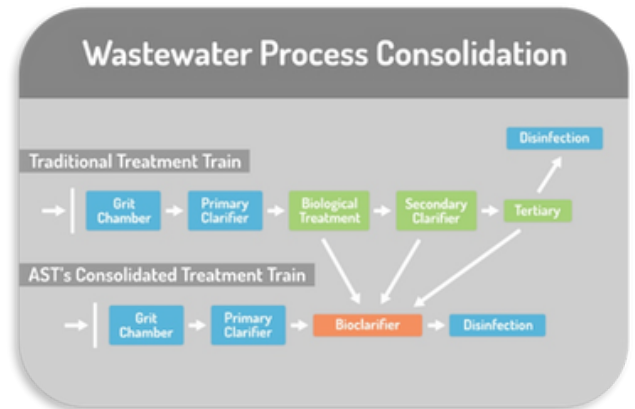 Wastewater Process Consolidation
Disinfection
Traditional Treatment Train
Grit
Chamber
Primary
Clarifier
Biological
Treatment
Secondary
Clarifier
Tertiary
AST's Consolidated Treatment Train
Grit
Chamber
Primary
Clarifier
Bioclarifier
Disinfection